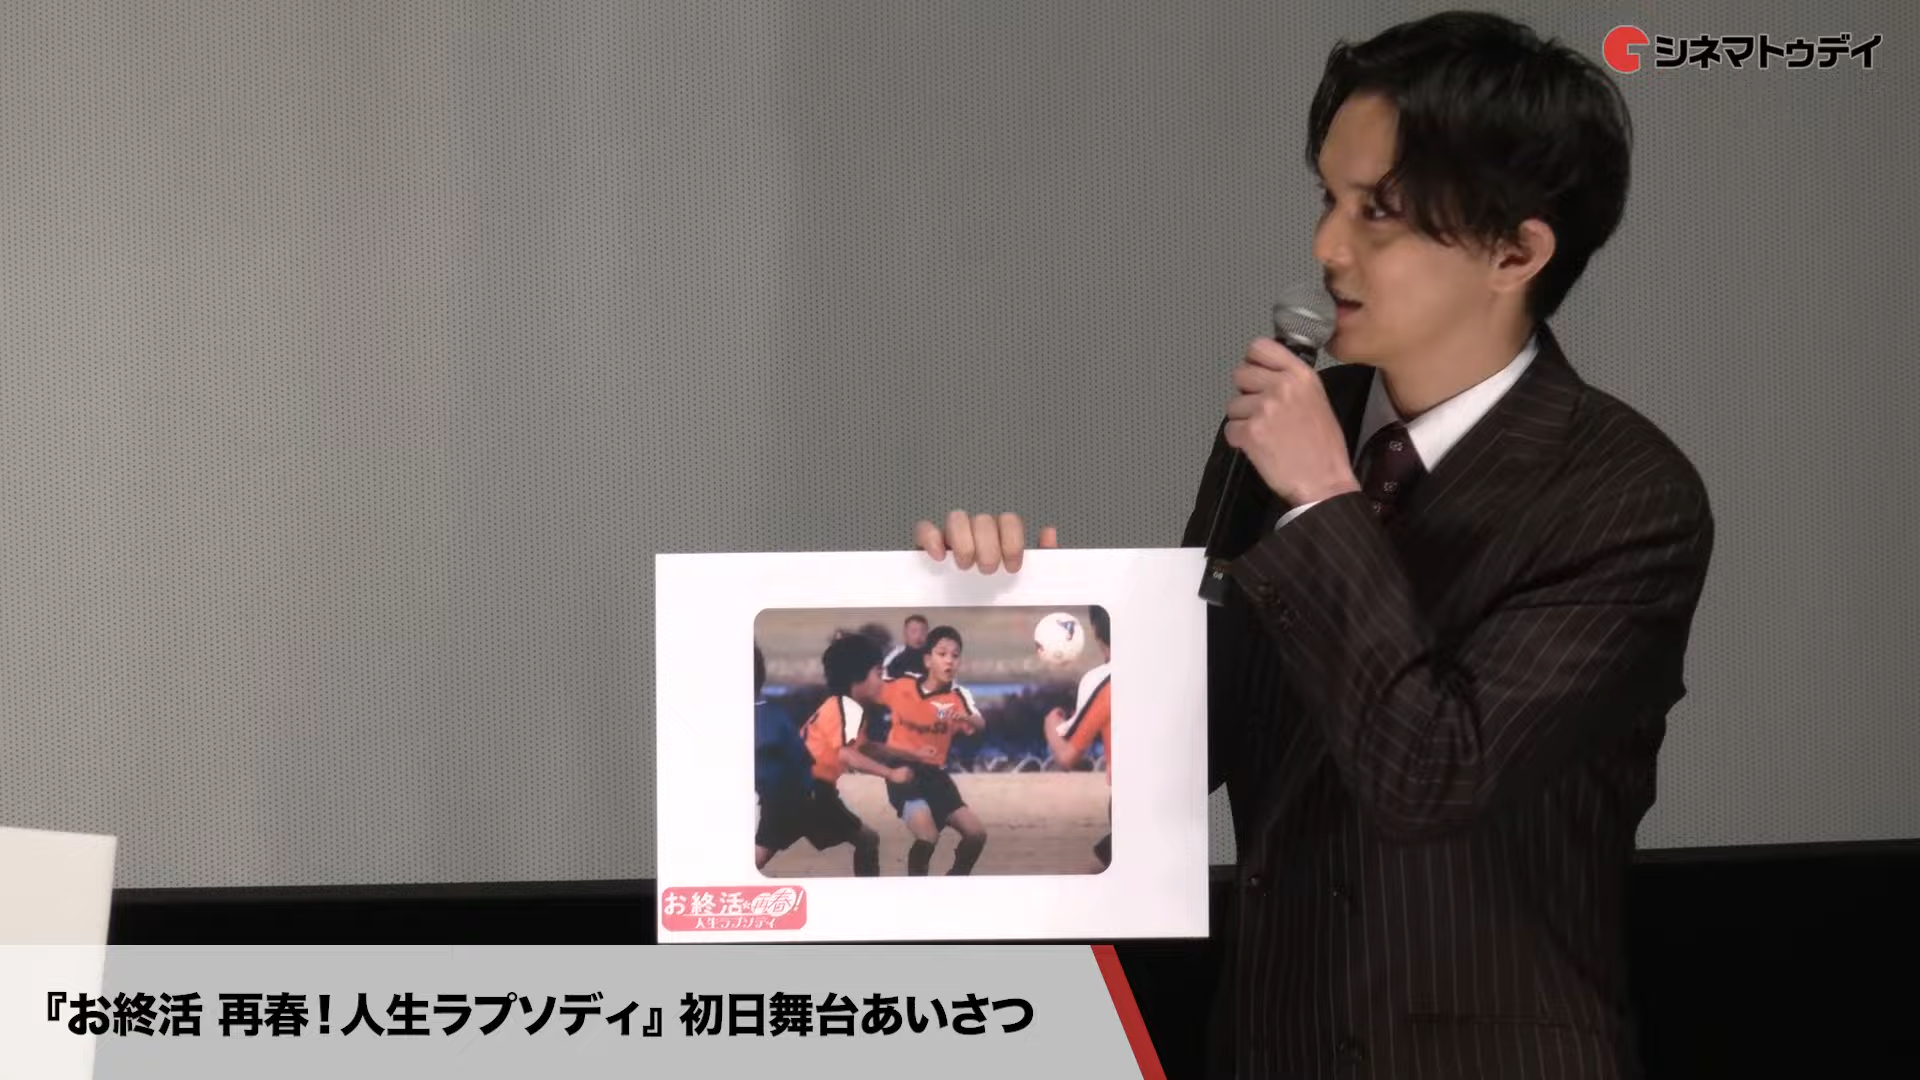 シネマトゥデイ
お終活 再春!
人生ラプソディ
『お終活 再春！人生ラプソディ』初日舞台あいさつ